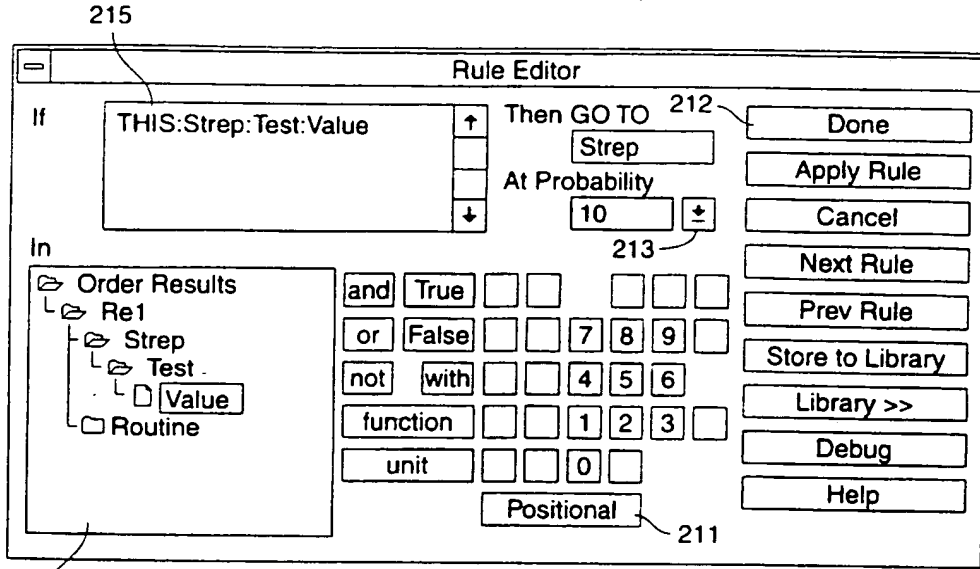 215
Rule Editor
If
THIS:Strep:Test:Value
Then GO TO
Strep
At Probability
10
213
212
Done
Apply Rule
Cancel
Next Rule
Prev Rule
Store to Library
Library >>
Debug
Help
In
Order Results
Re1
Strep
Test
Value
Routine
and True
or False 7 8 9
not with 4 5 6
function 1 2 3
unit 0
Positional
211